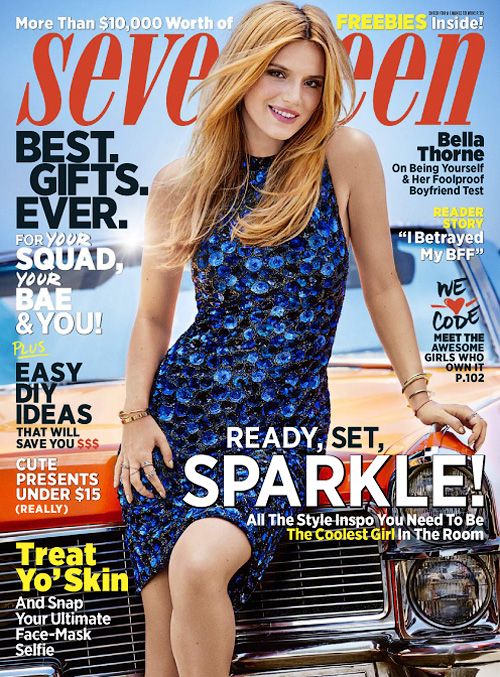 More Than $10,000 Worth of FREEBIES Inside!
seventeen
BEST.
GIFTS.
EVER.
FOR YOUR
SQUAD,
YOUR
BAE
& YOU!
PLUS
EASY
DIY
IDEAS
THAT WILL
SAVE YOU $$$
CUTE
PRESENTS
UNDER $15
(REALLY)
Treat
Yo' Skin
And Snap
Your Ultimate
Face-Mask
Selfie
Bella
Thorne
On Being Yourself
& Her Foolproof
Boyfriend Test
READER
STORY
"I Betrayed
My BFF"
WE
CODE
MEET THE
AWESOME
GIRLS WHO
OWN IT
P.102
READY, SET,
SPARKLE!
All The Style Inspo You Need To Be
The Coolest Girl In The Room